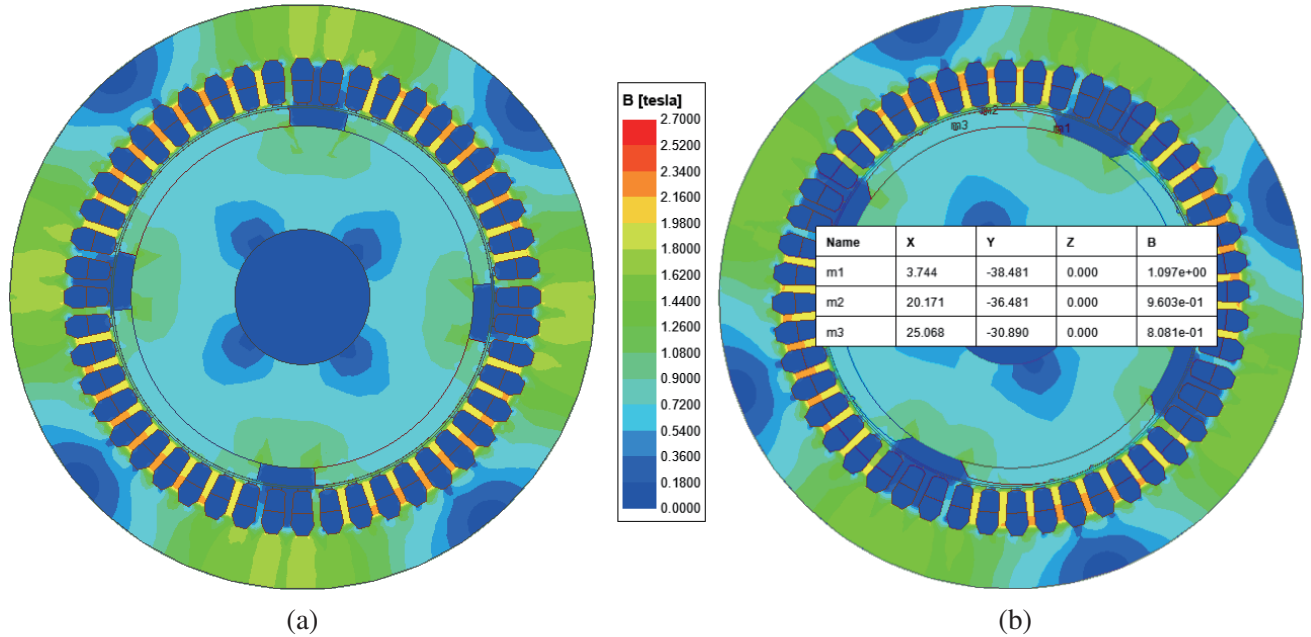 B [tesla]
2.7000
2.5200
2.3400
2.1600
1.9800
1.8000
1.6200
1.4400
1.2600
1.0800
0.9000
0.7200
0.5400
0.3600
0.1800
0.0000
m2
m3
m1
Name X Y Z B
m1 3.744 -38.481 0.000 1.097e+00
m2 20.171 -36.481 0.000 9.603e-01
m3 25.068 -30.890 0.000 8.081e-01
(a)
(b)